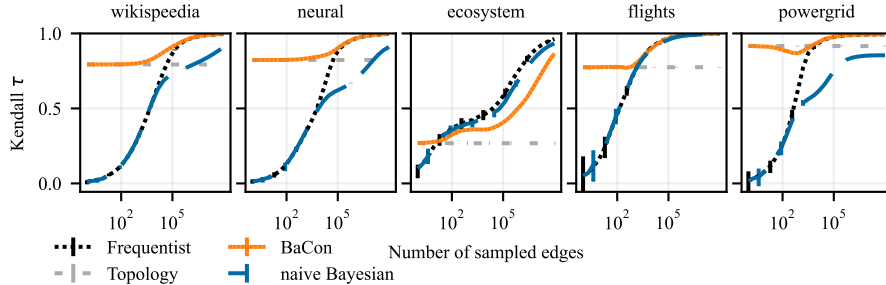 wikispeedia neural ecosystem flights powergrid
Kendall τ
1.0
0.5
0.0
10² 10⁵ 10² 10⁵ 10² 10⁵ 10² 10⁵ 10² 10⁵
Number of sampled edges
Frequentist BaCon
Topology naive Bayesian